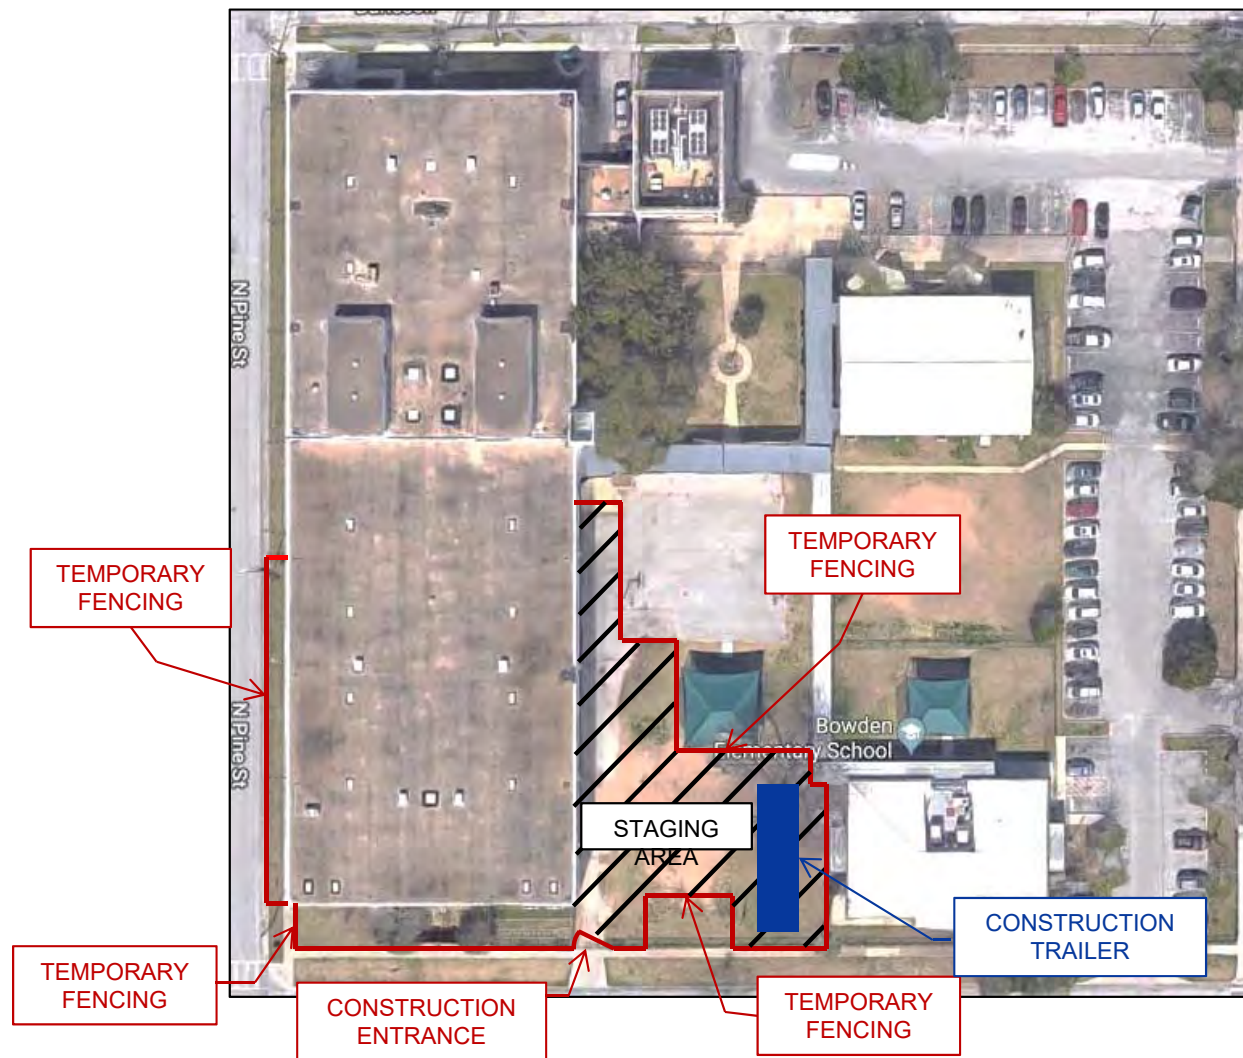 N Pine St
TEMPORARY
FENCING
TEMPORARY
FENCING
N Pine St
Bowden
Elementary School
STAGING
AREA
CONSTRUCTION
TRAILER
TEMPORARY
FENCING
CONSTRUCTION
ENTRANCE
TEMPORARY
FENCING